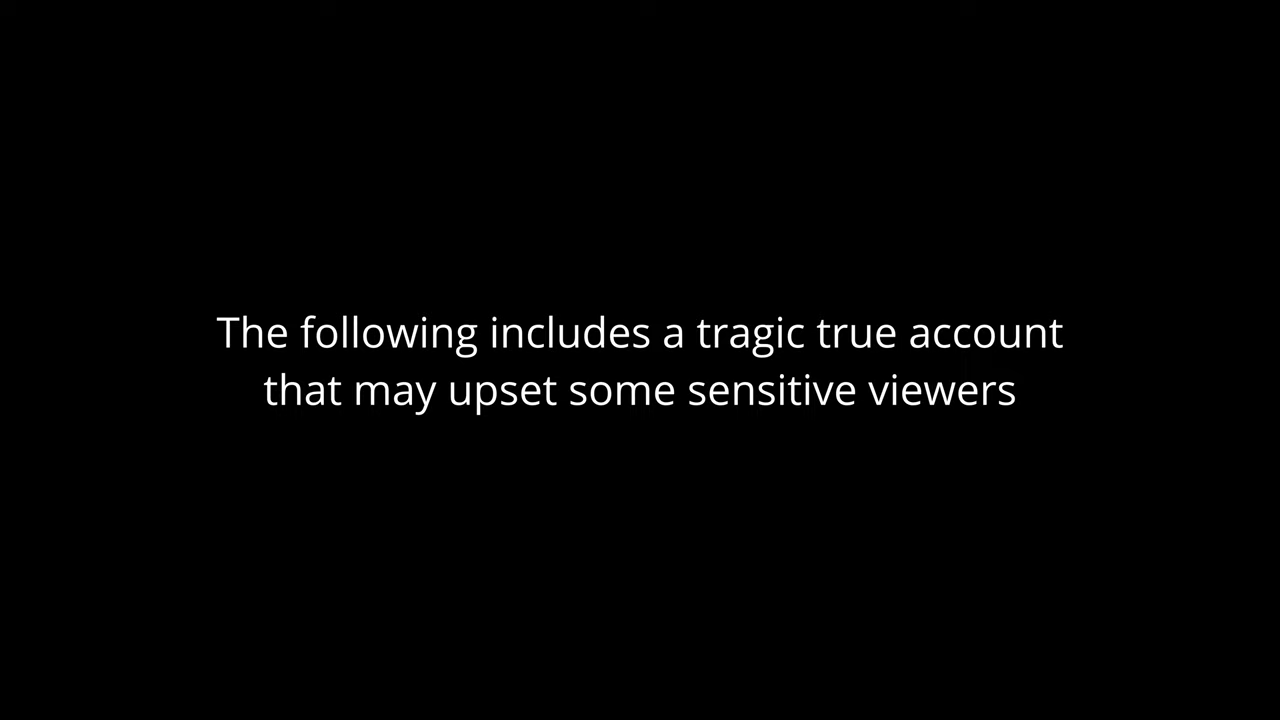 The following includes a tragic true account
that may upset some sensitive viewers